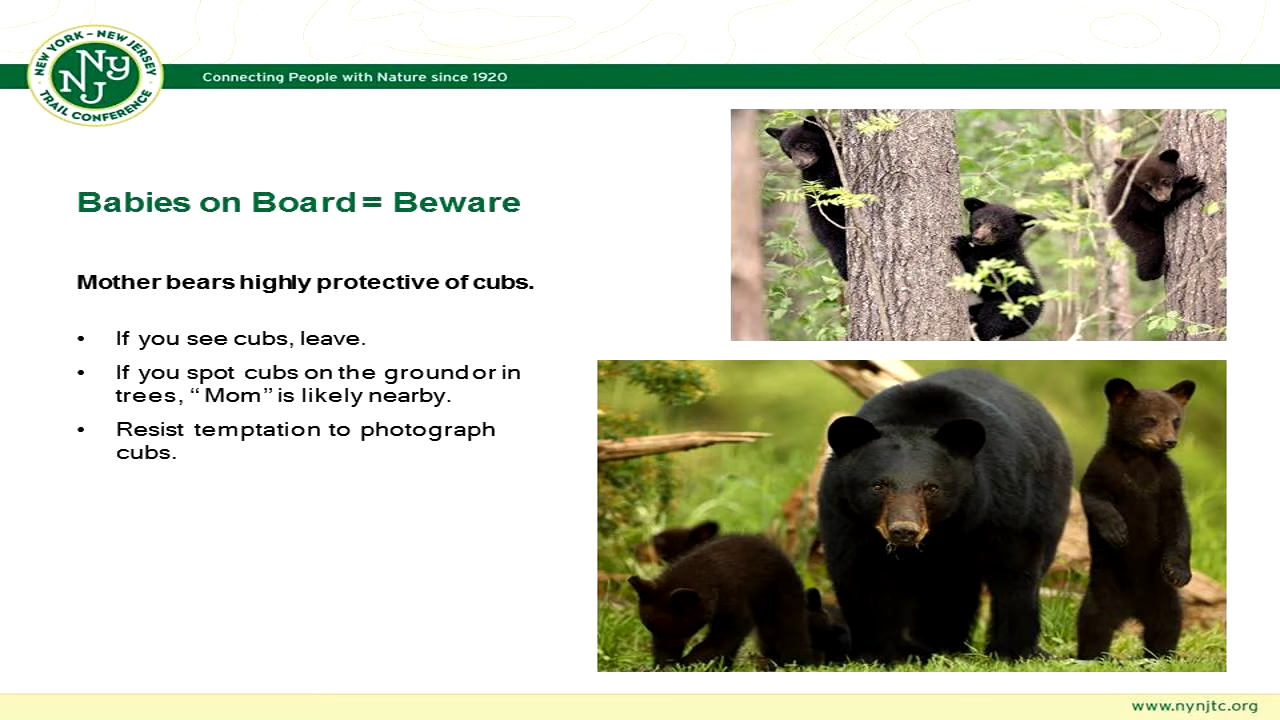 NEW YORK - NEW JERSEY
NY
NJ
TRAIL CONFERENCE
Connecting People with Nature since 1920
Babies on Board = Beware
Mother bears highly protective of cubs.
• If you see cubs, leave.
• If you spot cubs on the ground or in
trees, “Mom” is likely nearby.
• Resist temptation to photograph
cubs.
www.nynjtc.org